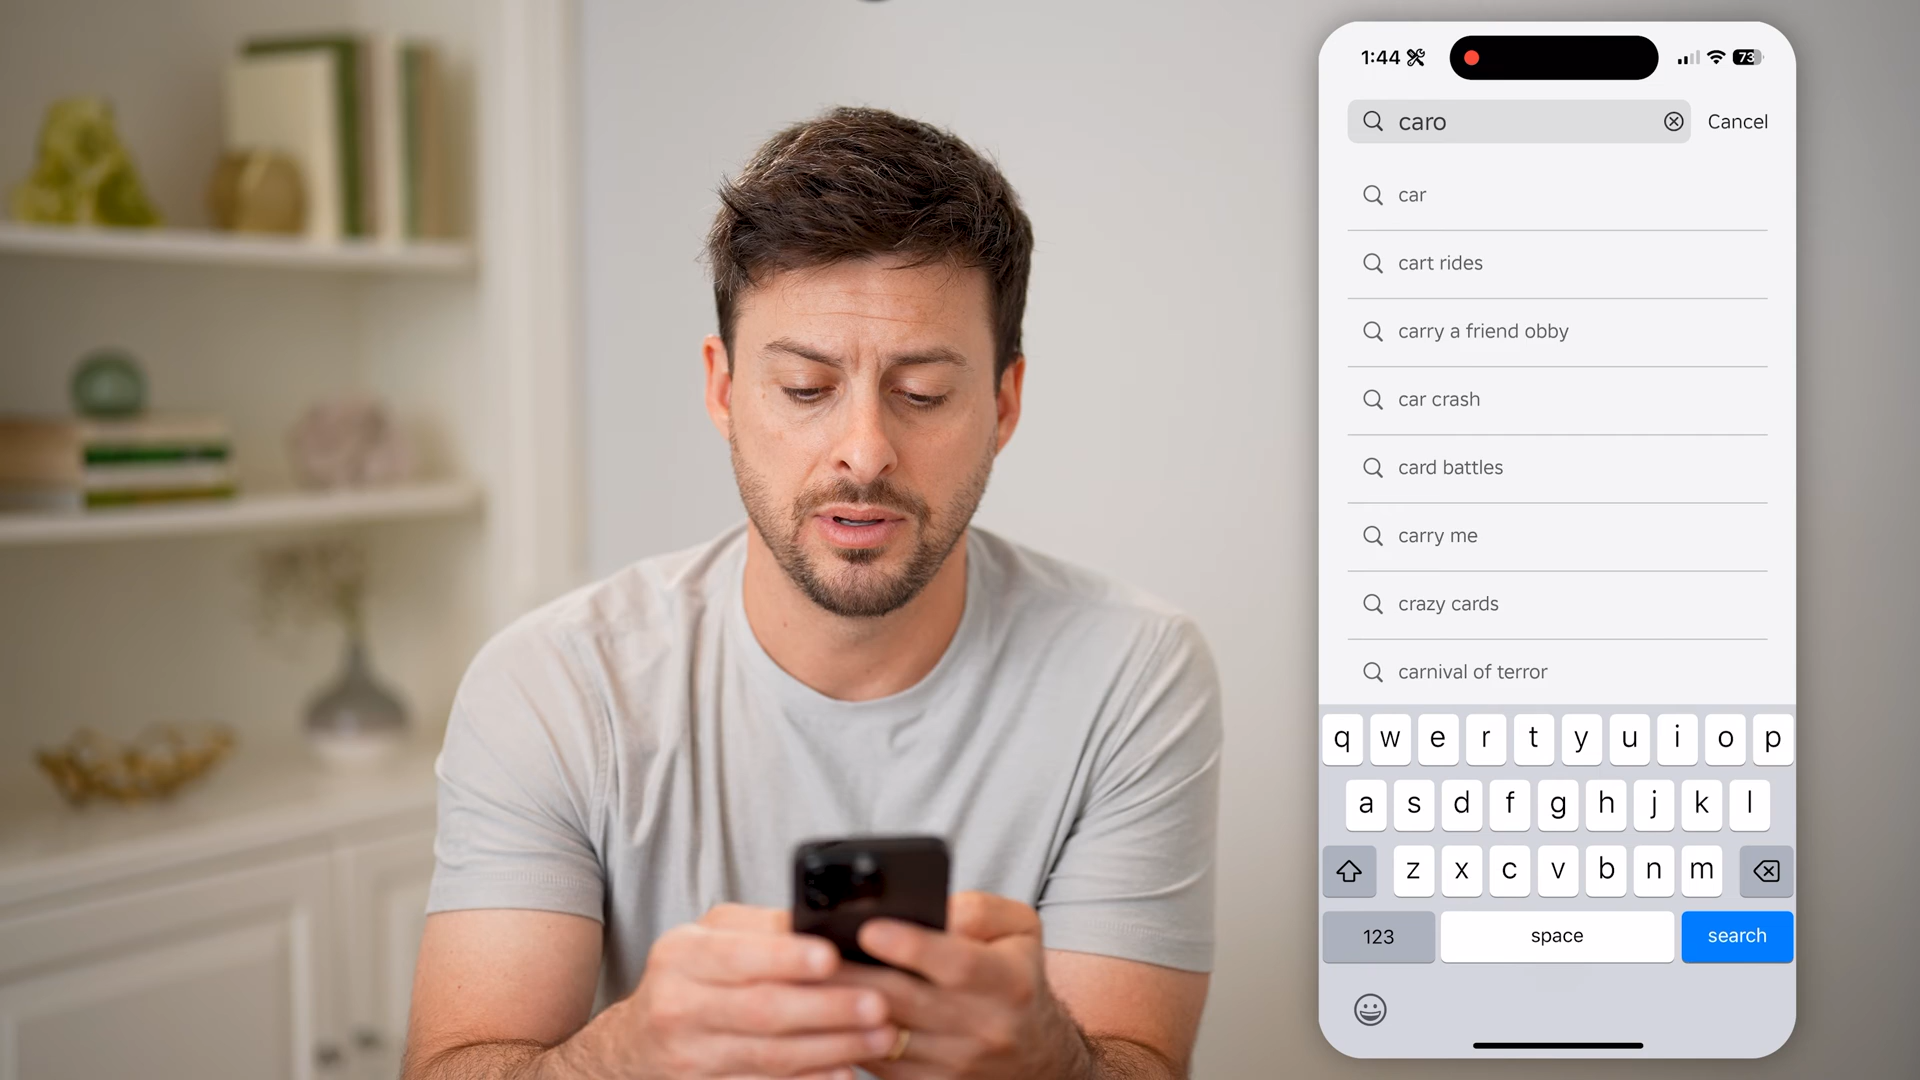 1:44
73
caro
Cancel
car
cart rides
carry a friend obby
car crash
card battles
carry me
crazy cards
carnival of terror
q w e r t y u i o p
a s d f g h j k l
z x c v b n m
123 space search